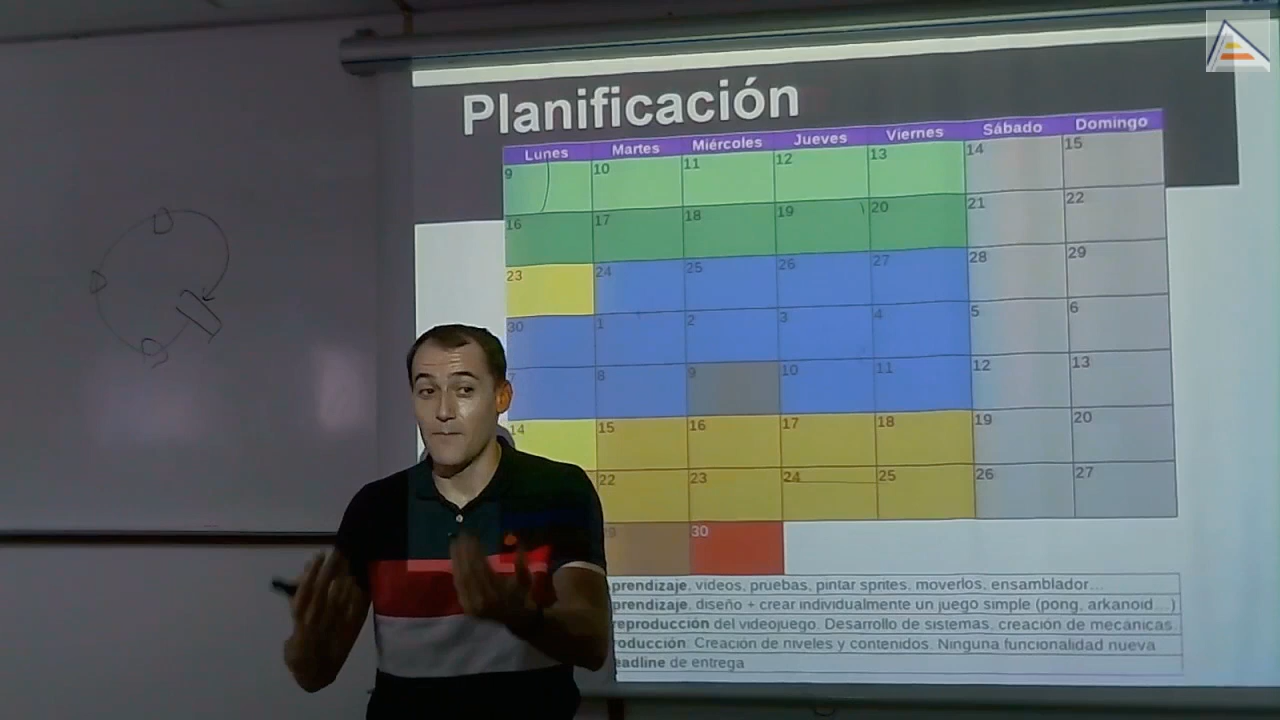 Planificación
Lunes Martes Miércoles Jueves Viernes Sábado Domingo
9 10 11 12 13 14 15
16 17 18 19 20 21 22
23 24 25 26 27 28 29
30 1 2 3 4 5 6
7 8 9 10 11 12 13
14 15 16 17 18 19 20
22 23 24 25 26 27
30
prendizaje, vídeos, pruebas, pintar sprites, moverlos, ensamblador...
prendizaje, diseño + crear individualmente un juego simple (pong, arkanoid...)
reproducción del videojuego. Desarrollo de sistemas, creación de mecánicas
roducción. Creación de niveles y contenidos. Ninguna funcionalidad nueva
eadline de entrega